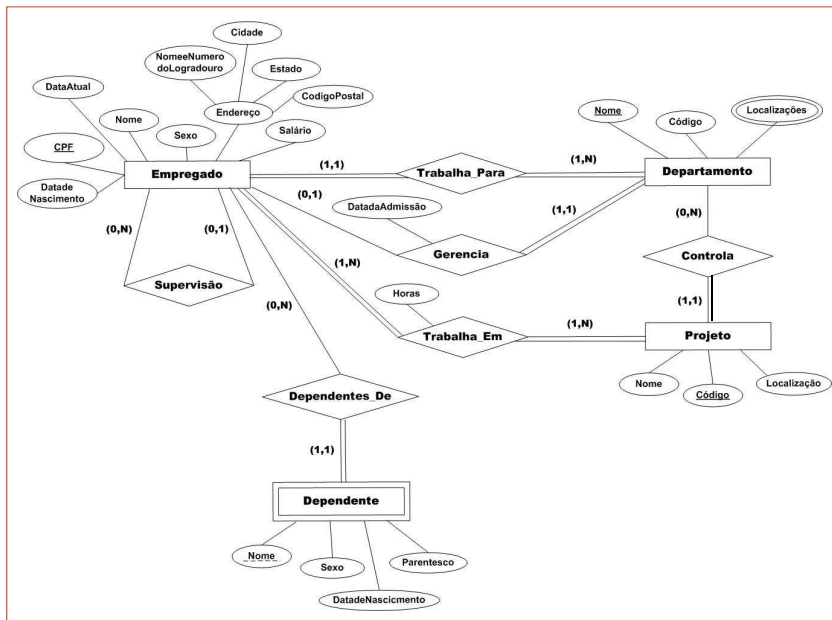 Cidade
NomeeNumero
doLogradouro
Estado
DataAtual
CodigoPostal
Endereço
Nome
Sexo
Salário
CPF
Datade
Nascimento
Empregado
(1,1)
Trabalha_Para
(1,N)
Nome
Código
Localizações
Departamento
(0,1)
DatadaAdmissão
(1,1)
Gerencia
(0,N)
Controla
(1,1)
(0,N)
(0,1)
Supervisão
(1,N)
Horas
Trabalha_Em
(1,N)
Projeto
Nome
Código
Localização
(0,N)
Dependentes_De
(1,1)
Dependente
Nome
Sexo
Parentesco
DatadeNascicmento